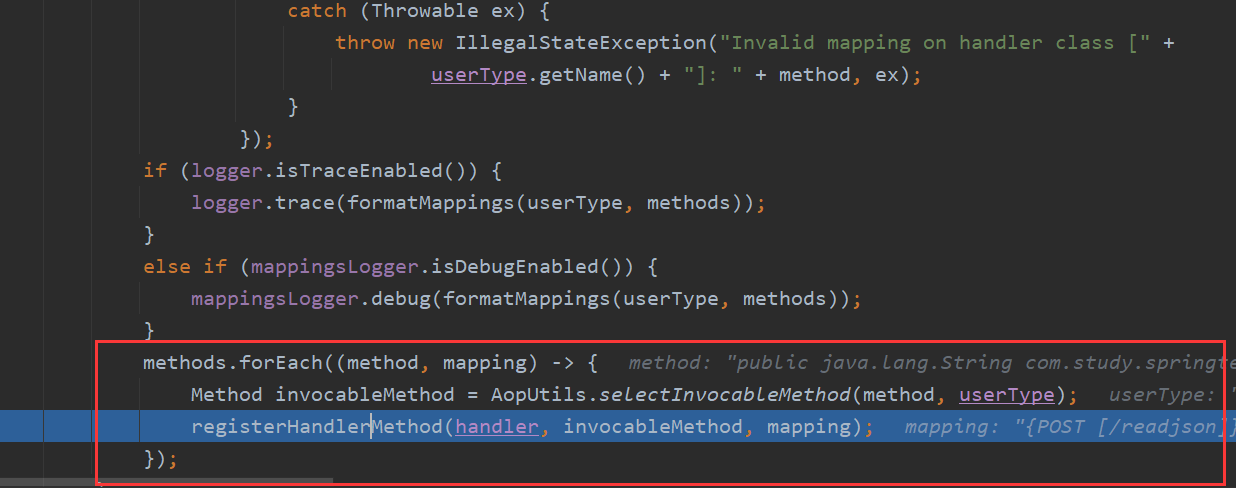 catch (Throwable ex) {
throw new IllegalStateException("Invalid mapping on handler class [" +
userType.getName() + "]: " + method, ex);
}
});
if (logger.isTraceEnabled()) {
logger.trace(formatMappings(userType, methods));
}
else if (mappingsLogger.isDebugEnabled()) {
mappingsLogger.debug(formatMappings(userType, methods));
}
methods.forEach((method, mapping) -> { method: "public java.lang.String com.study.springte
Method invocableMethod = AopUtils.selectInvocableMethod(method, userType); userType: "
registerHandlerMethod(handler, invocableMethod, mapping); mapping: "{POST [/readjson]}
});